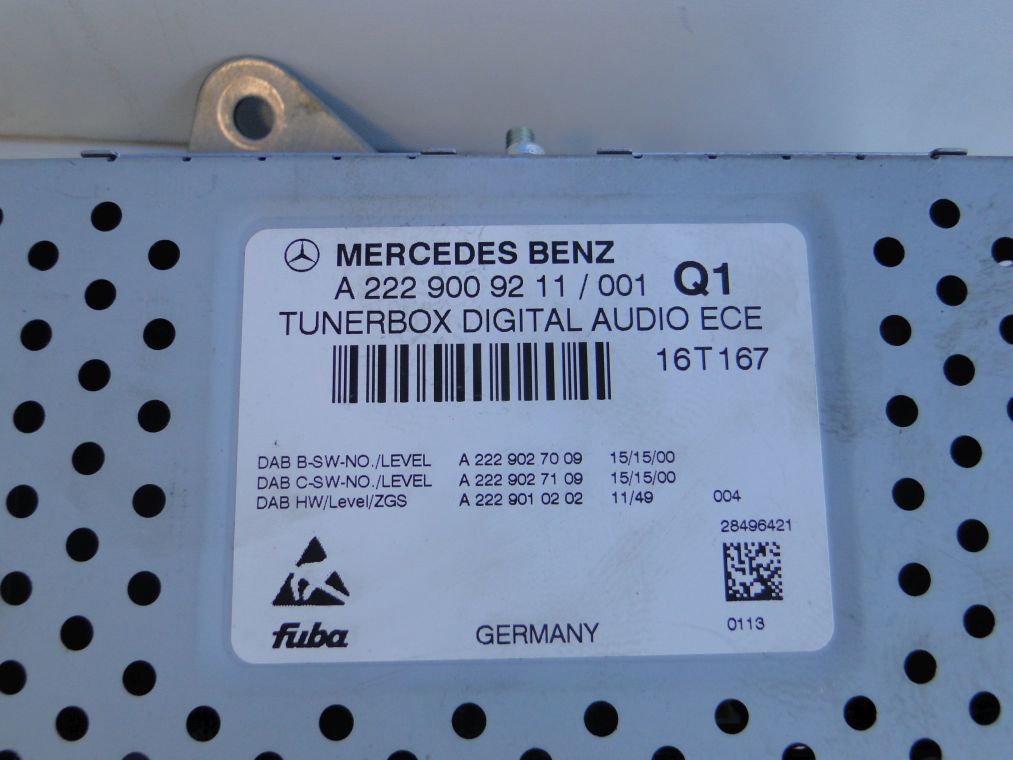 MERCEDES BENZ
A 222 900 92 11 / 001 Q1
TUNERBOX DIGITAL AUDIO ECE
16T167
DAB B-SW-NO./LEVEL A 222 902 70 09 15/15/00
DAB C-SW-NO./LEVEL A 222 902 71 09 15/15/00
DAB HW/Level/ZGS A 222 901 02 02 11/49 004
28496421
fuba
GERMANY
0113